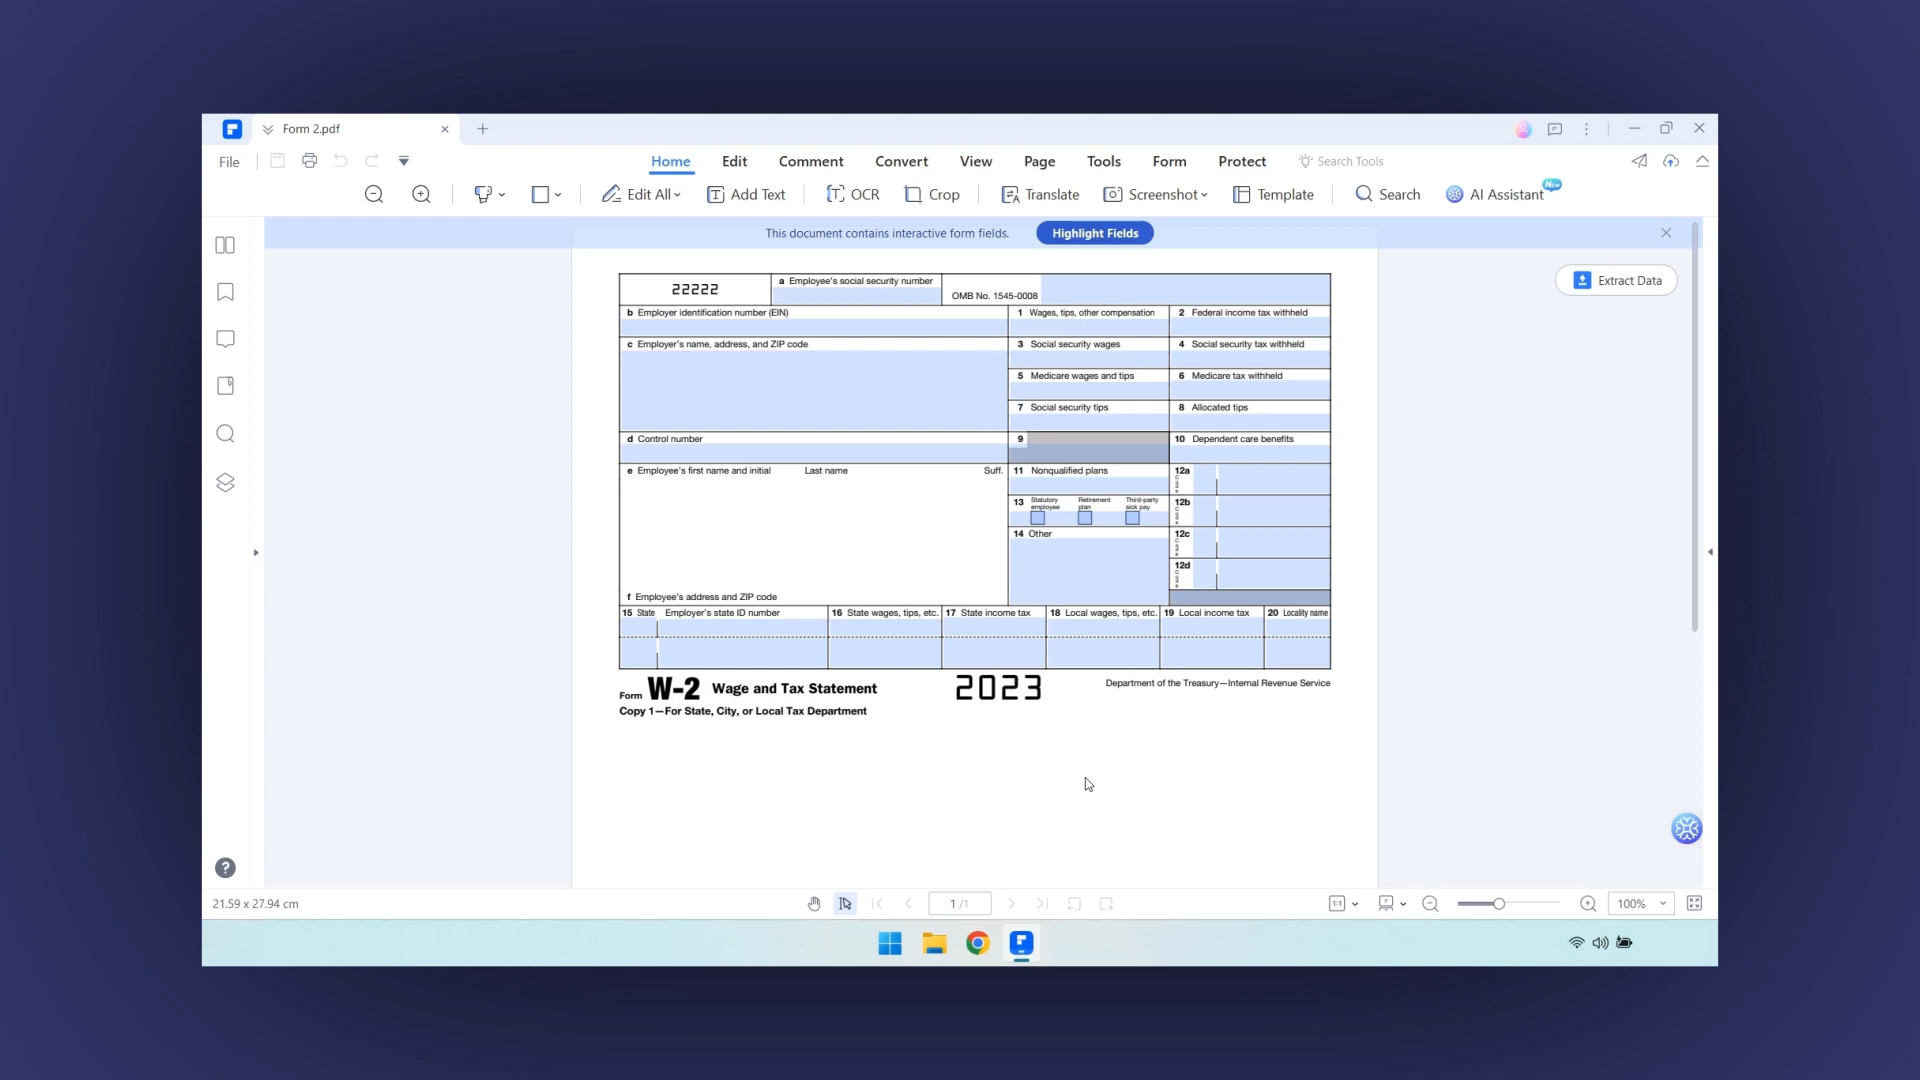 Form 2.pdf
File
Home Edit Comment Convert View Page Tools Form Protect Search Tools
Edit All Add Text OCR Crop Translate Screenshot Template Search AI Assistant New
This document contains interactive form fields. Highlight Fields
Extract Data
22222
a Employee's social security number
OMB No. 1545-0008
b Employer identification number (EIN)
1 Wages, tips, other compensation
2 Federal income tax withheld
c Employer's name, address, and ZIP code
3 Social security wages
4 Social security tax withheld
5 Medicare wages and tips
6 Medicare tax withheld
7 Social security tips
8 Allocated tips
d Control number
9
10 Dependent care benefits
e Employee's first name and initial Last name Suff.
11 Nonqualified plans
12a
13 Statutory employee Retirement plan Third-party sick pay
12b
14 Other
12c
12d
f Employee's address and ZIP code
15 State Employer's state ID number 16 State wages, tips, etc. 17 State income tax 18 Local wages, tips, etc. 19 Local income tax 20 Locality name
Form W-2 Wage and Tax Statement 2023 Department of the Treasury—Internal Revenue Service
Copy 1—For State, City, or Local Tax Department
21.59 x 27.94 cm
1 /1
1:1
100%